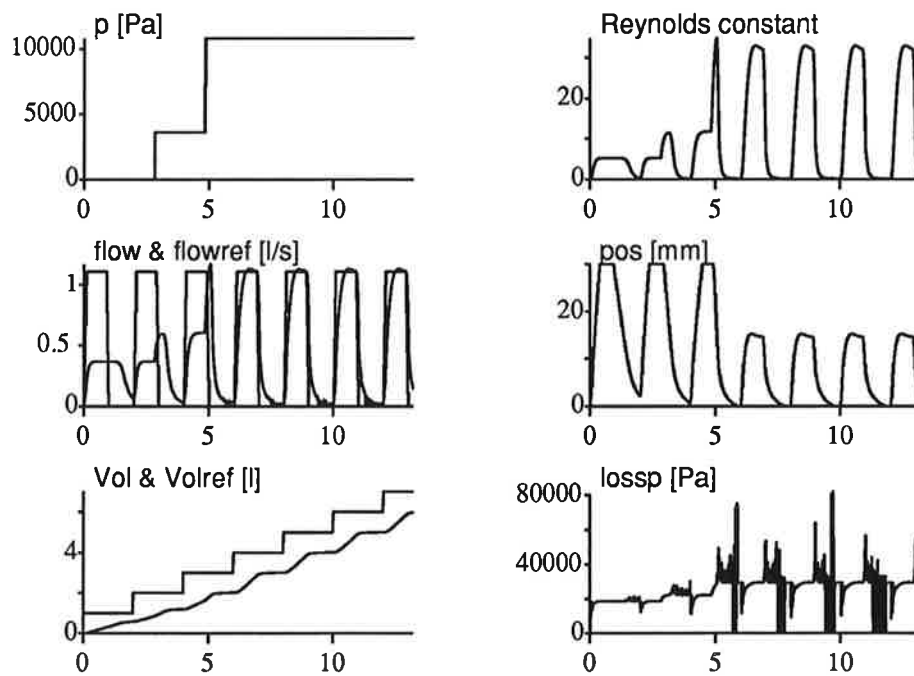 p [Pa]
10000
5000
0
0 5 10
Reynolds constant
20
0
0 5 10
flow & flowref [l/s]
1
0.5
0
0 5 10
pos [mm]
20
0
0 5 10
Vol & Volref [l]
4
0
0 5 10
lossp [Pa]
80000
40000
0
0 5 10